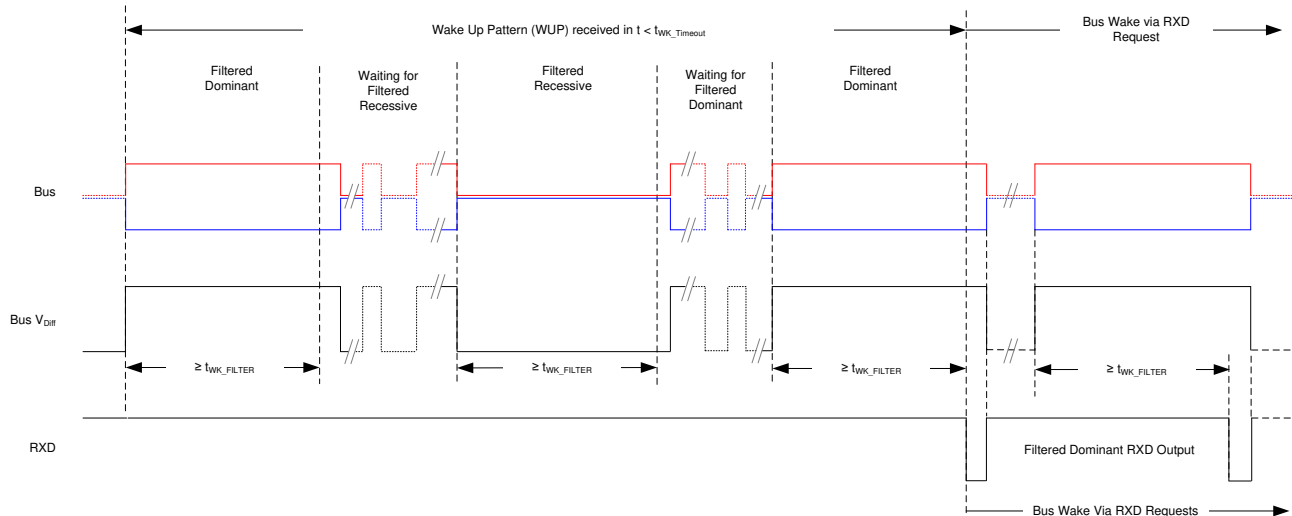 Wake Up Pattern (WUP) received in t < tWK_Timeout
Bus Wake via RXD
Request
Filtered
Dominant
Waiting for
Filtered
Recessive
Filtered
Recessive
Waiting for
Filtered
Dominant
Filtered
Dominant
Bus
Bus VDiff
≥ tWK_FILTER
≥ tWK_FILTER
≥ tWK_FILTER
≥ tWK_FILTER
RXD
Filtered Dominant RXD Output
Bus Wake Via RXD Requests